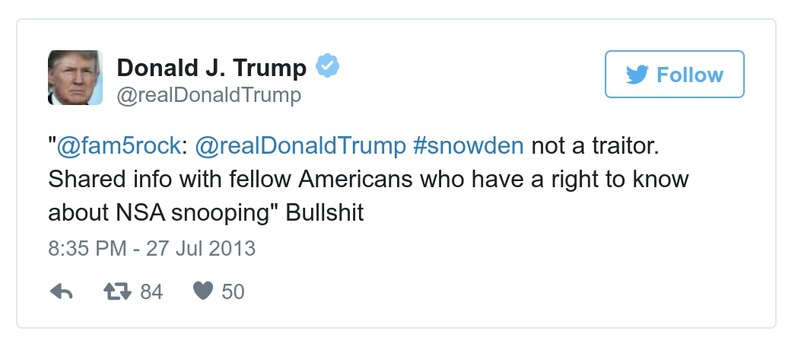 Donald J. Trump
@realDonaldTrump
Follow
"@fam5rock: @realDonaldTrump #snowden not a traitor.
Shared info with fellow Americans who have a right to know
about NSA snooping" Bullshit
8:35 PM - 27 Jul 2013
84 50